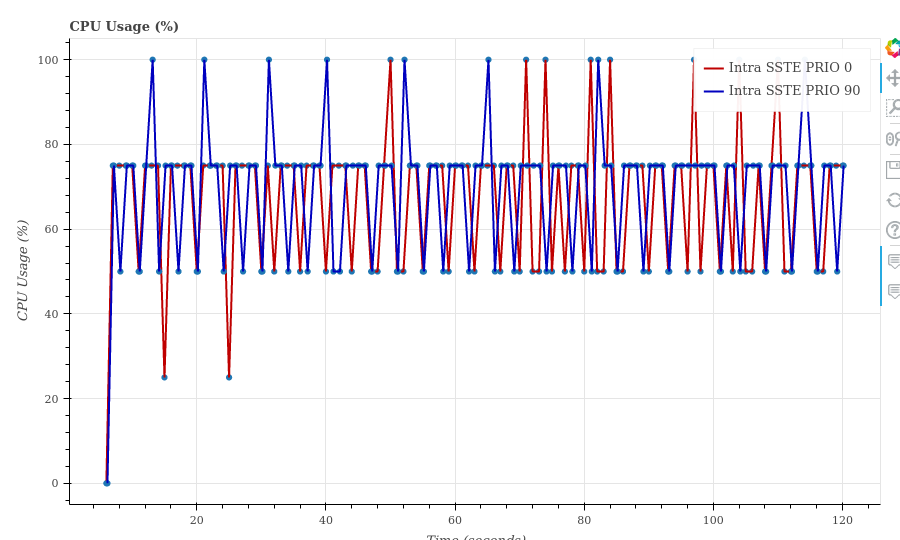 CPU Usage (%)
Intra SSTE PRIO 0
Intra SSTE PRIO 90
CPU Usage (%)
100
80
60
40
20
0
20
40
60
80
100
120
Time (seconds)